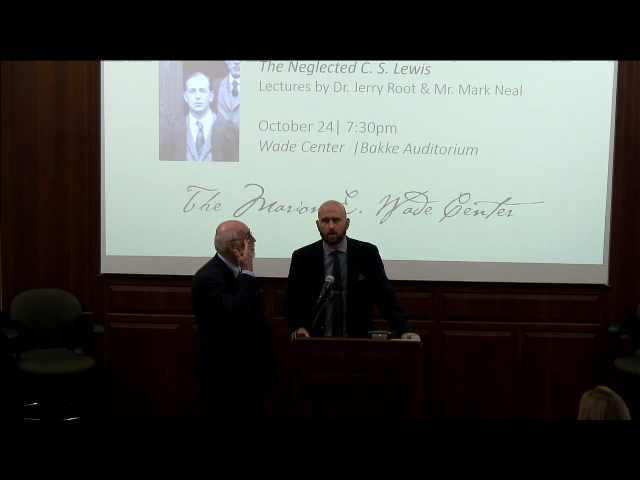 The Neglected C. S. Lewis
Lectures by Dr. Jerry Root & Mr. Mark Neal
October 24| 7:30pm
Wade Center |Bakke Auditorium
The Marion E. Wade Center